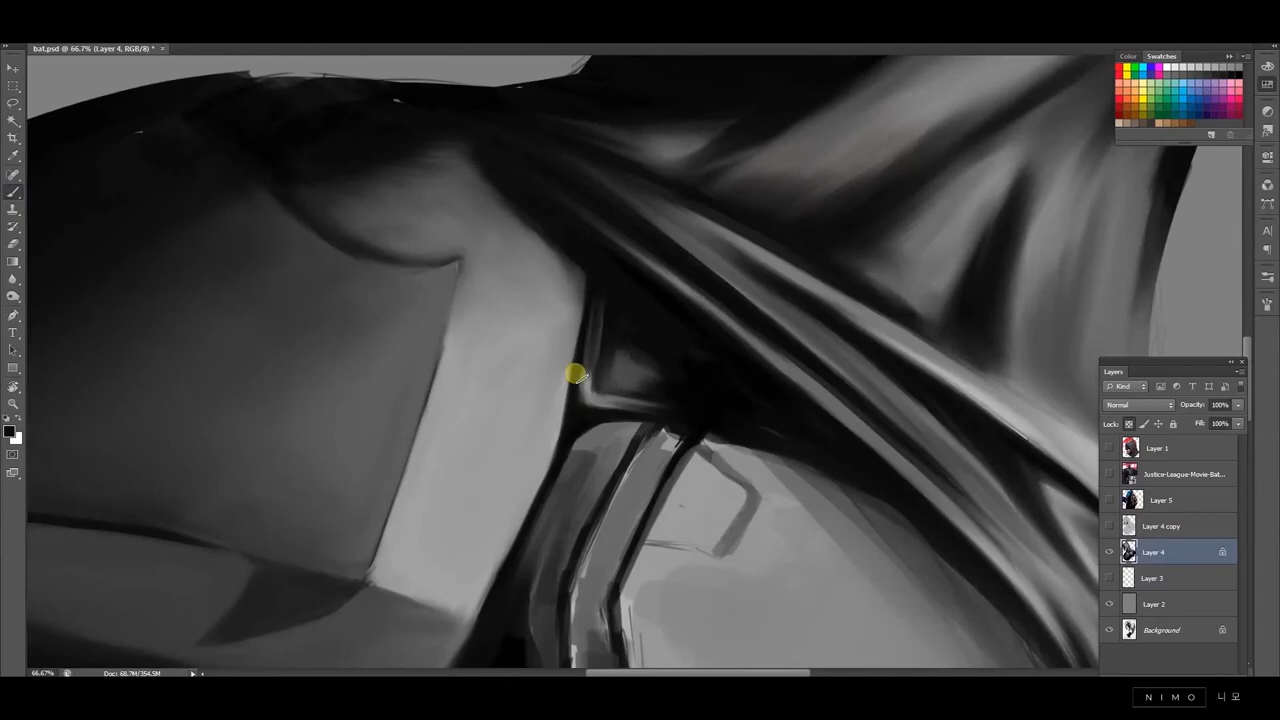 bat.psd @ 66.7% (Layer 4, RGB/8) * ×
Color Swatches
Layers
Kind
Normal Opacity: 100%
Lock: Fill: 100%
Layer 1
Justice-League-Movie-Bat...
Layer 5
Layer 4 copy
Layer 4
Layer 3
Layer 2
Background
66.67% Doc: 68.7M/354.5M
NIMO 니모